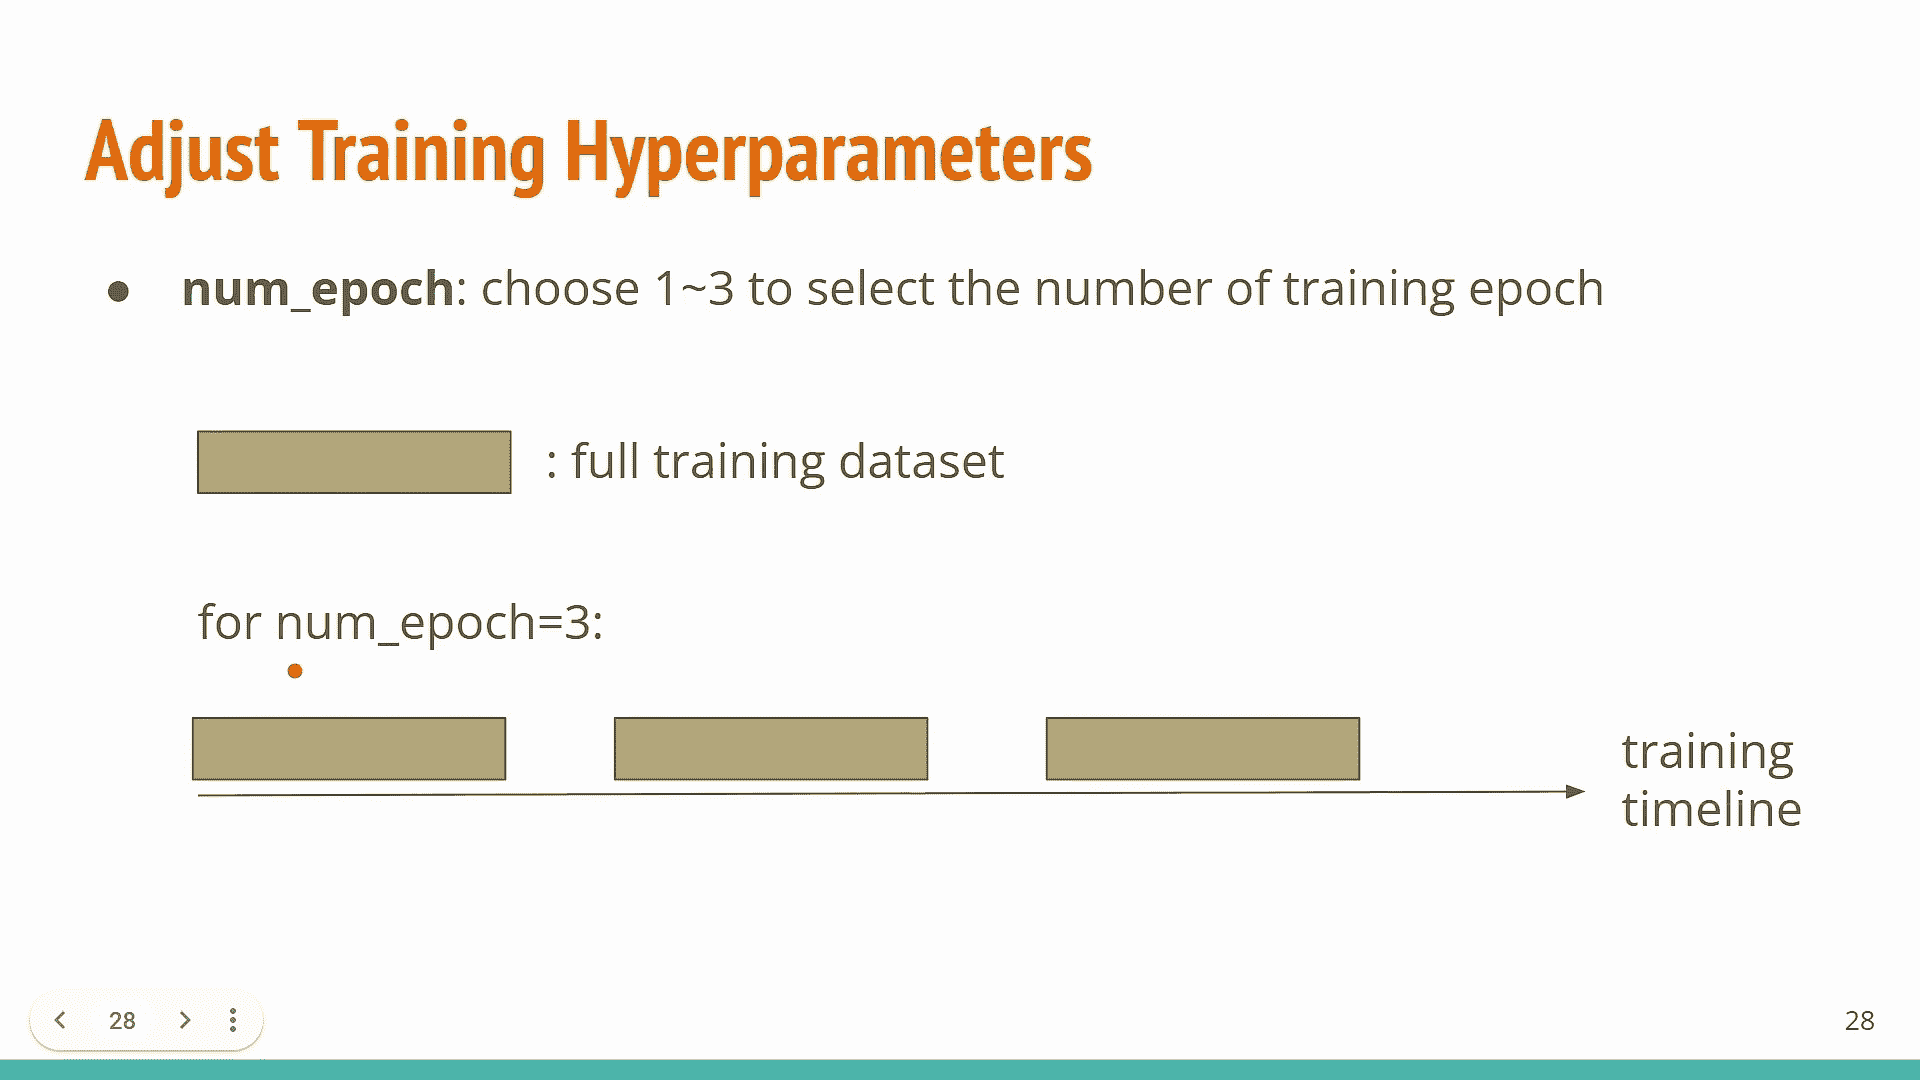 Adjust Training Hyperparameters
● num_epoch: choose 1~3 to select the number of training epoch
: full training dataset
for num_epoch=3:
training
timeline
28
28